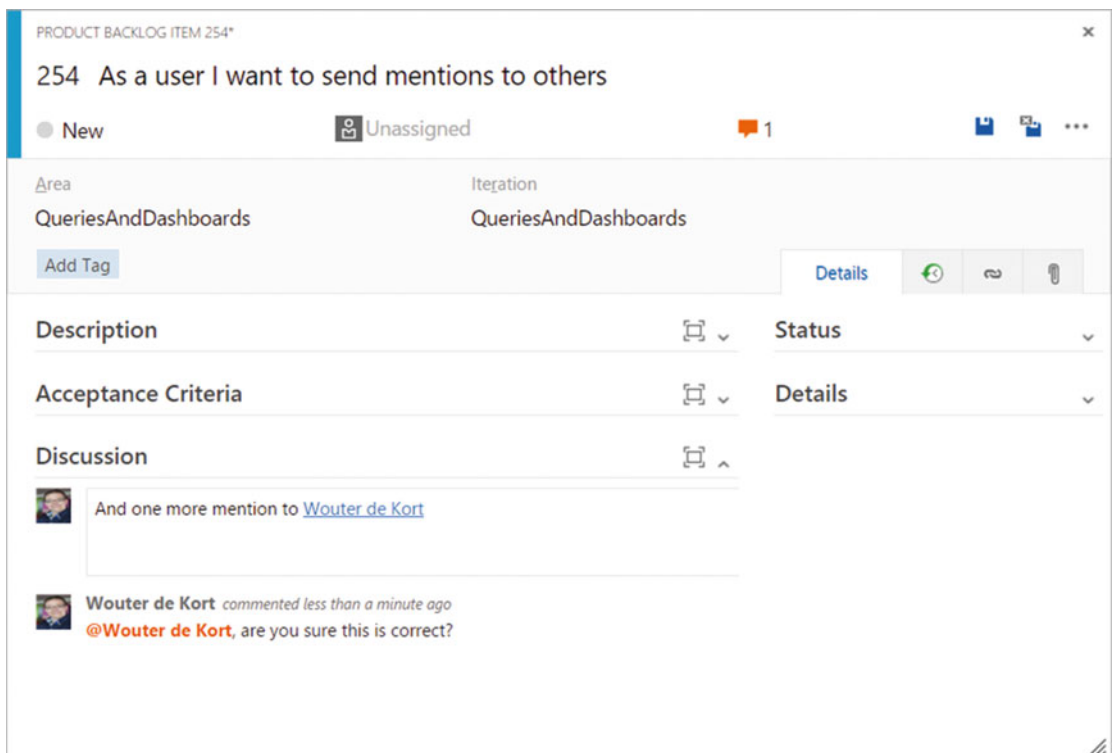 PRODUCT BACKLOG ITEM 254*
254 As a user I want to send mentions to others
New Unassigned 1
Area Iteration
QueriesAndDashboards QueriesAndDashboards
Add Tag Details
Description Status
Acceptance Criteria Details
Discussion
And one more mention to Wouter de Kort
Wouter de Kort commented less than a minute ago
@Wouter de Kort, are you sure this is correct?